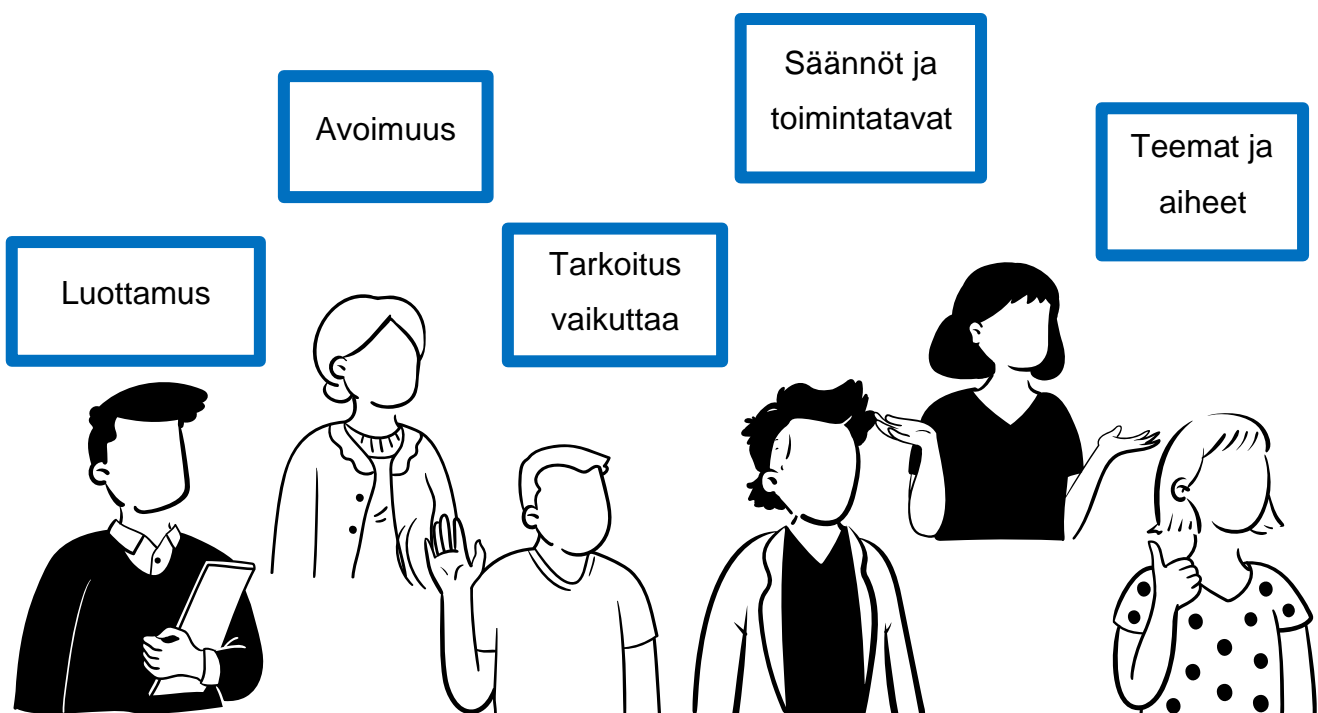 Luottamus
Avoimuus
Tarkoitus
vaikuttaa
Säännöt ja
toimintatavat
Teemat ja
aiheet